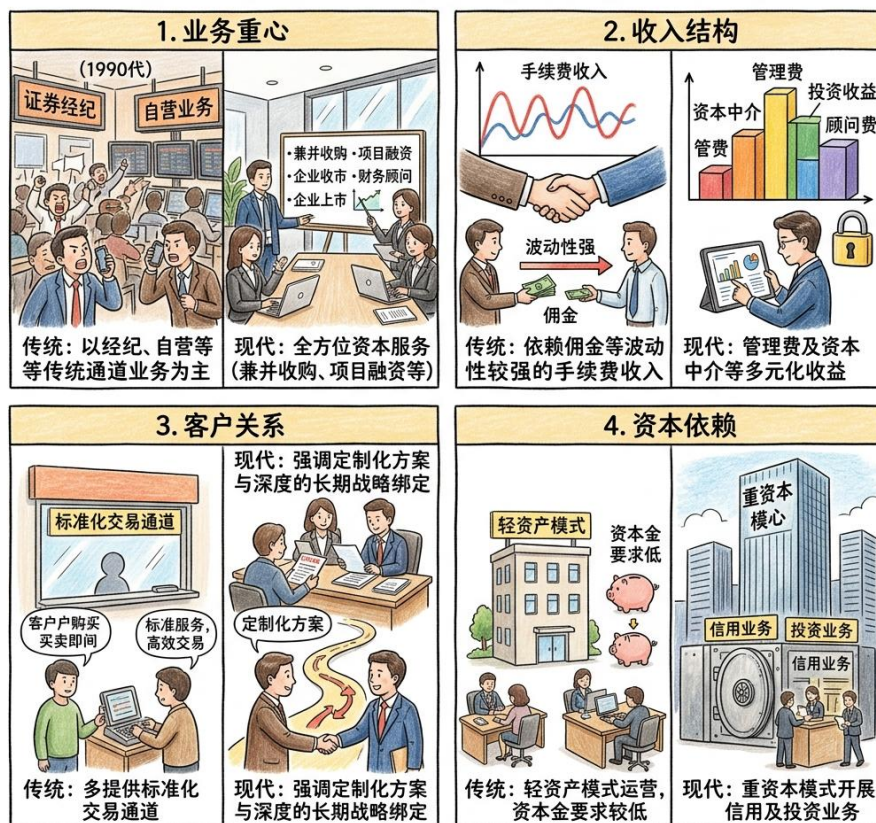 1. 业务重心
(1990代)
证券经纪
自营业务
•兼并收购 •项目融资
•企业收市 •财务顾问
•企业上市
传统：以经纪、自营等
等传统通道业务为主
现代：全方位资本服务
(兼并收购、项目融资等)
2. 收入结构
手续费收入
波动性强
佣金
传统：依赖佣金等波动
性较强的手续费收入
管理费
投资收益
资本中介
顾问费
管费
现代：管理费及资本
中介等多元化收益
3. 客户关系
标准化交易通道
客户户购买
买卖即间
标准服务，
高效交易
传统：多提供标准化
交易通道
现代：强调定制化方案
与深度的长期战略绑定
定制化方案
现代：强调定制化方案
与深度的长期战略绑定
4. 资本依赖
轻资产模式
资本金
要求低
传统：轻资产模式运营，
资本金要求较低
重资本
模心
信用业务
投资业务
信用业务
现代：重资本模式开展
信用及投资业务